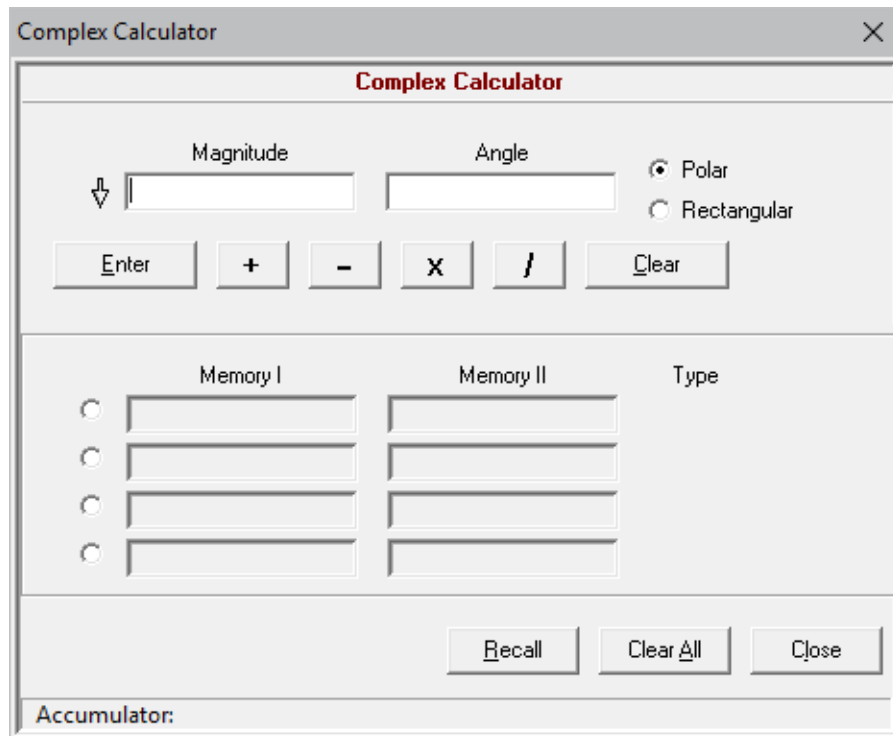 Complex Calculator
Complex Calculator
Magnitude Angle
Polar
Rectangular
Enter + - x / Clear
Memory I Memory II Type
Recall Clear All Close
Accumulator: